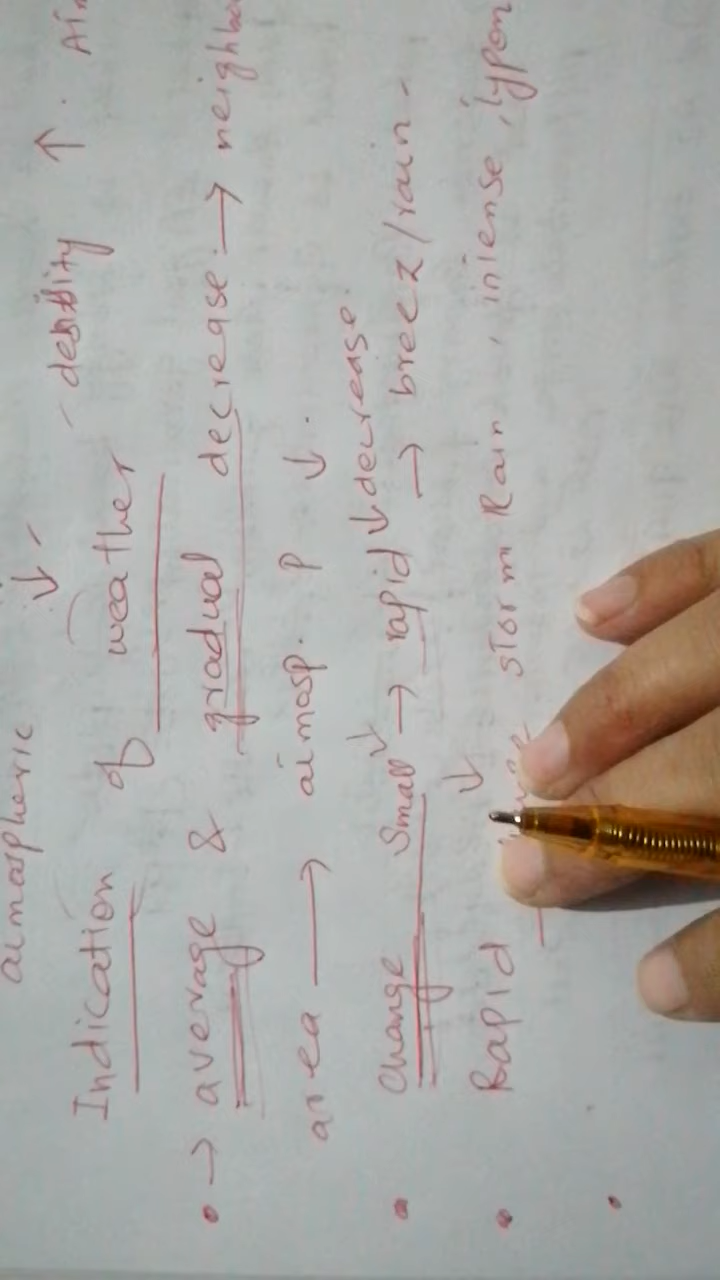 atmospheric ↓ - density ↑ . Air
Indication of weather
• → average & gradual decrease → neighbo
area → atmosp. P ↓ .
• Change Small ↓ → rapid ↓ decrease.
→ breez / rain -
• Rapid ↓ storm Rain , intense , typon
•